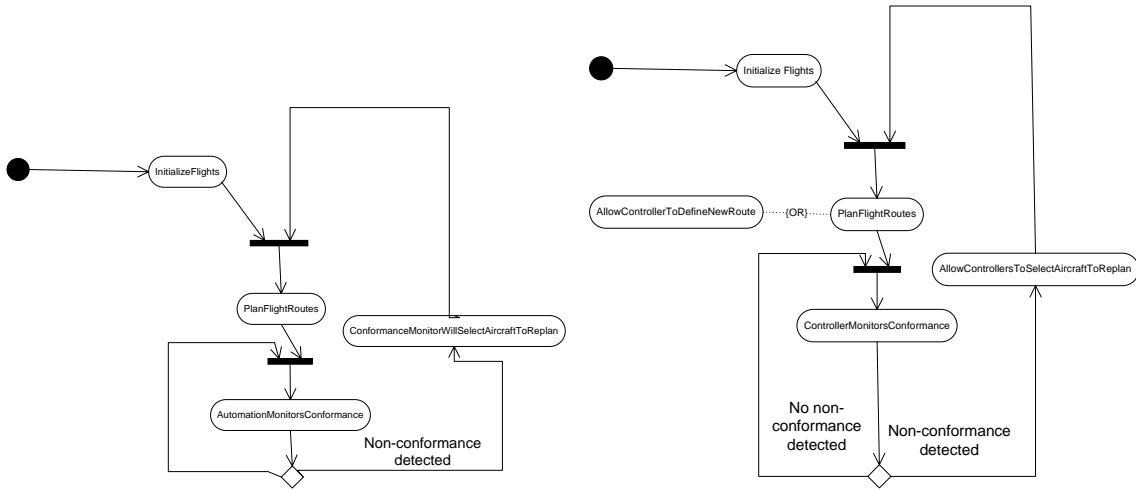 InitializeFlights
PlanFlightRoutes
ConformanceMonitorWillSelectAircraftToReplan
AutomationMonitorsConformance
Non-conformance
detected
Initialize Flights
AllowControllerToDefineNewRoute
{OR}
PlanFlightRoutes
AllowControllersToSelectAircraftToReplan
ControllerMonitorsConformance
No non-
conformance
detected
Non-conformance
detected